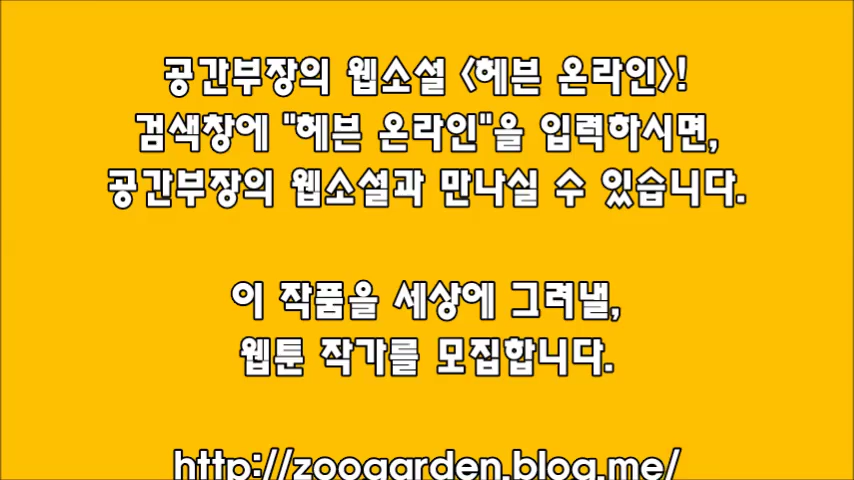 공간부장의 웹소설 <헤븐 온라인>!
검색창에 "헤븐 온라인"을 입력하시면,
공간부장의 웹소설과 만나실 수 있습니다.
이 작품을 세상에 그려낼,
웹툰 작가를 모집합니다.
http://zoogarden.blog.me/